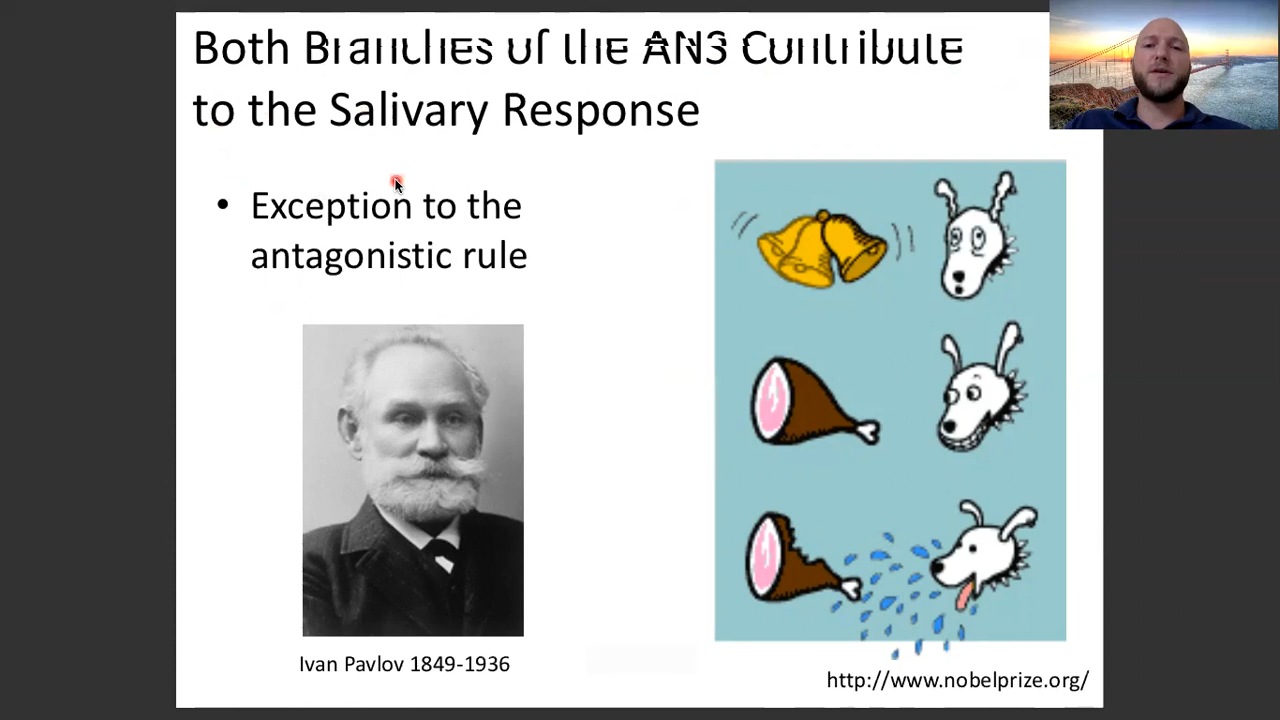 Both Branches of the ANS Contribute
to the Salivary Response
• Exception to the
antagonistic rule
Ivan Pavlov 1849-1936
http://www.nobelprize.org/